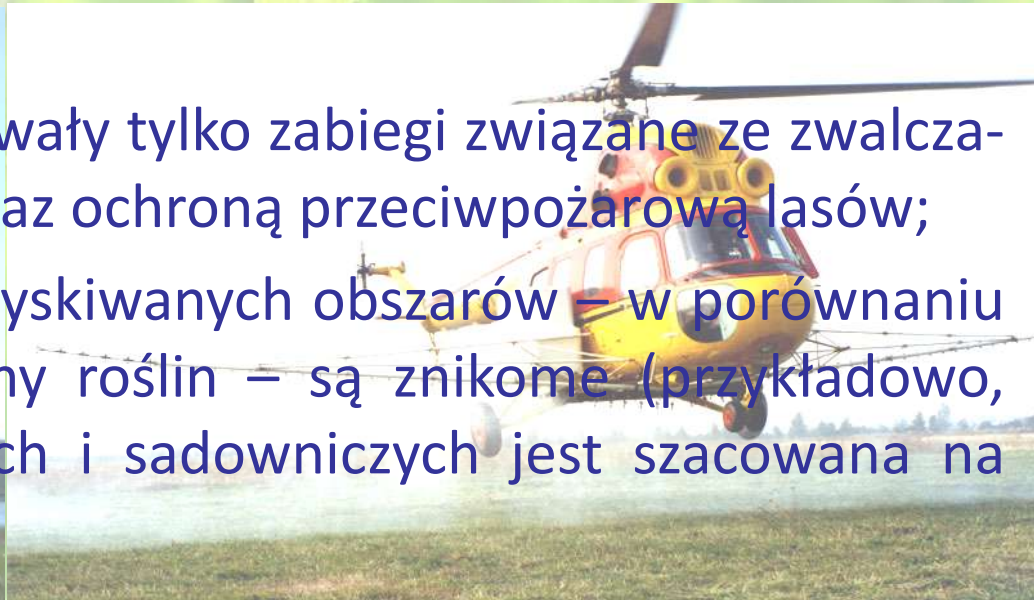 wały tylko zabiegi związane ze zwalcza-
az ochroną przeciwpożarową lasów;
yskiwanych obszarów – w porównaniu
ny roślin – są znikome (przykładowo,
ch i sadowniczych jest szacowana na